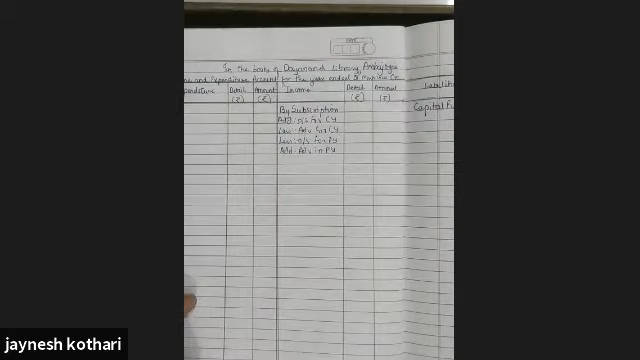 In the books of Dayanand Library, Ambajogai
me and Expenditure Account for the year ended 31 March
penditure Detail Amount Income Detail Amount
(₹) (₹) (₹) (₹)
Capital Fu
By Subscription
Add: o/s for CY
Less: Adv for CY
Less: o/s for PY
Add: Adv in PY
jaynesh kothari